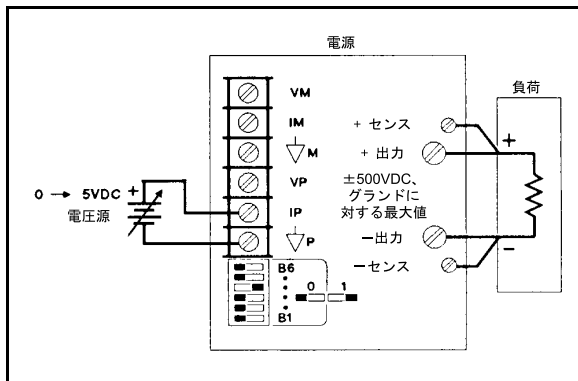 電源
VM
IM
M
VP
IP
P
0 → 5VDC +
電圧源
B6
B1
0 1
+ センス
+ 出力
±500VDC、
グランドに
対する最大値
－出力
－センス
負荷
+
-